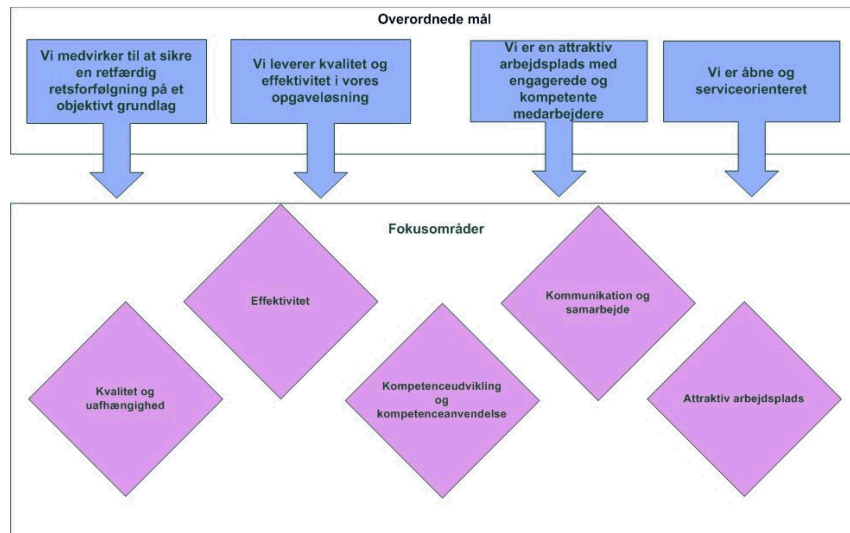 Overordnede mål
Vi medvirker til at sikre
en retfærdig
retsforfølgning på et
objektivt grundlag
Vi leverer kvalitet og
effektivitet i vores
opgaveløsning
Vi er en attraktiv
arbejdsplads med
engagerede og
kompetente
medarbejdere
Vi er åbne og
serviceorienteret
Fokusområder
Kvalitet og
uafhængighed
Effektivitet
Kompetenceudvikling
og
kompetenceanvendelse
Kommunikation og
samarbejde
Attraktiv arbejdsplads